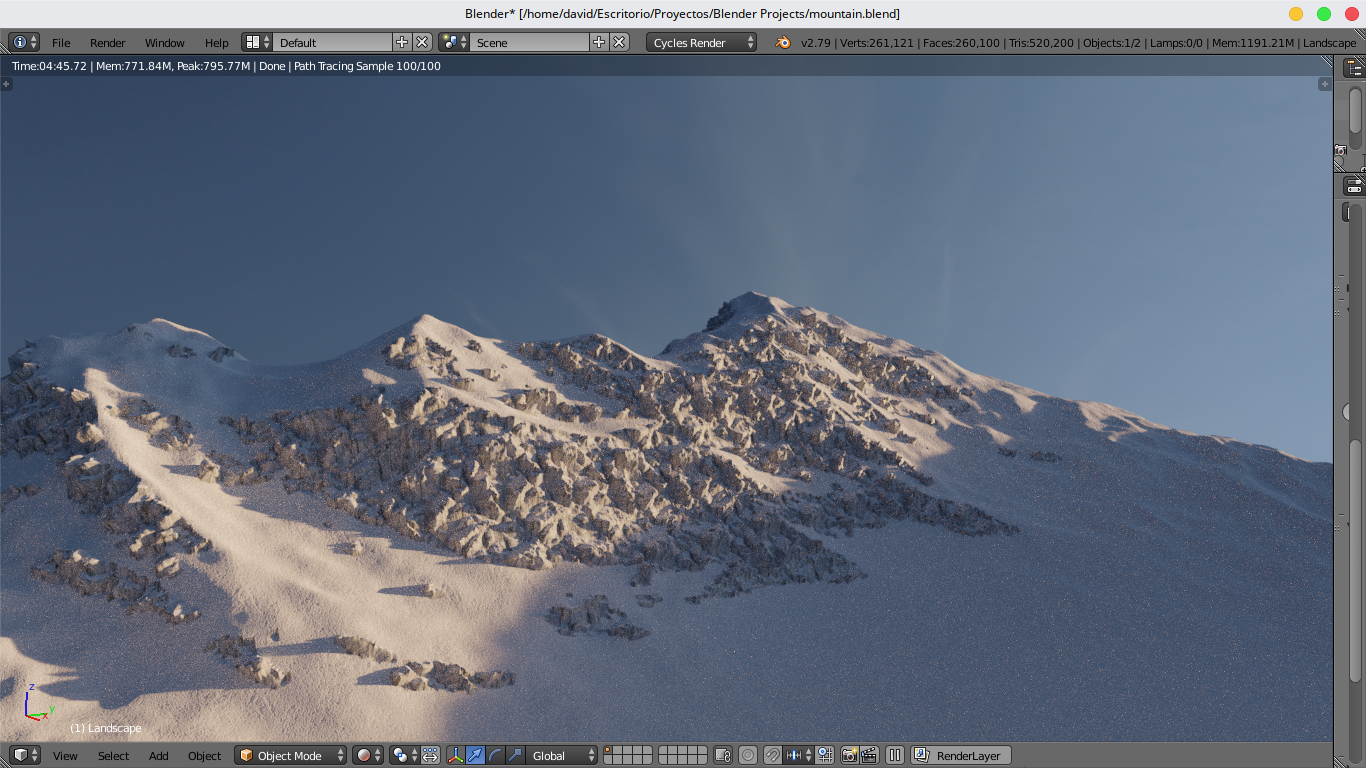 Blender* [/home/david/Escritorio/Proyectos/Blender Projects/mountain.blend]
File Render Window Help Default Scene Cycles Render v2.79 | Verts:261,121 | Faces:260,100 | Tris:520,200 | Objects:1/2 | Lamps:0/0 | Mem:1191.21M | Landscape
Time:04:45.72 | Mem:771.84M, Peak:795.77M | Done | Path Tracing Sample 100/100
z
y
x
(1) Landscape
View Select Add Object Object Mode Global RenderLayer